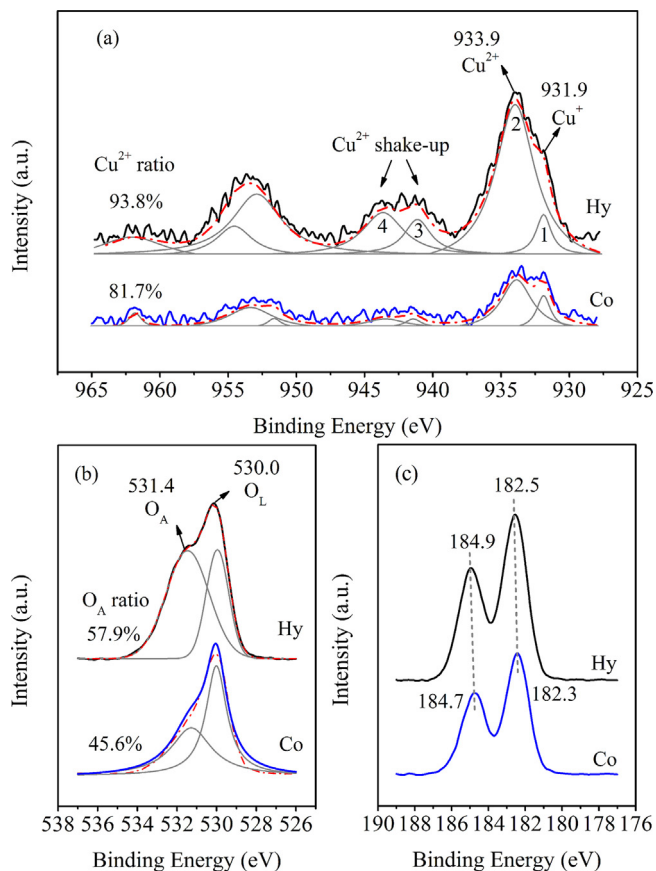 (a)
933.9
Cu²⁺
931.9
Cu⁺
Cu²⁺ shake-up
Cu²⁺ ratio
93.8%
2
4
3
1
Hy
81.7%
Co
Intensity (a.u.)
965 960 955 950 945 940 935 930 925
Binding Energy (eV)
(b)
531.4
O_A
530.0
O_L
O_A ratio
57.9%
Hy
45.6%
Co
Intensity (a.u.)
538 536 534 532 530 528 526
Binding Energy (eV)
(c)
182.5
184.9
Hy
184.7
182.3
Co
Intensity (a.u.)
190 188 186 184 182 180 178 176
Binding Energy (eV)